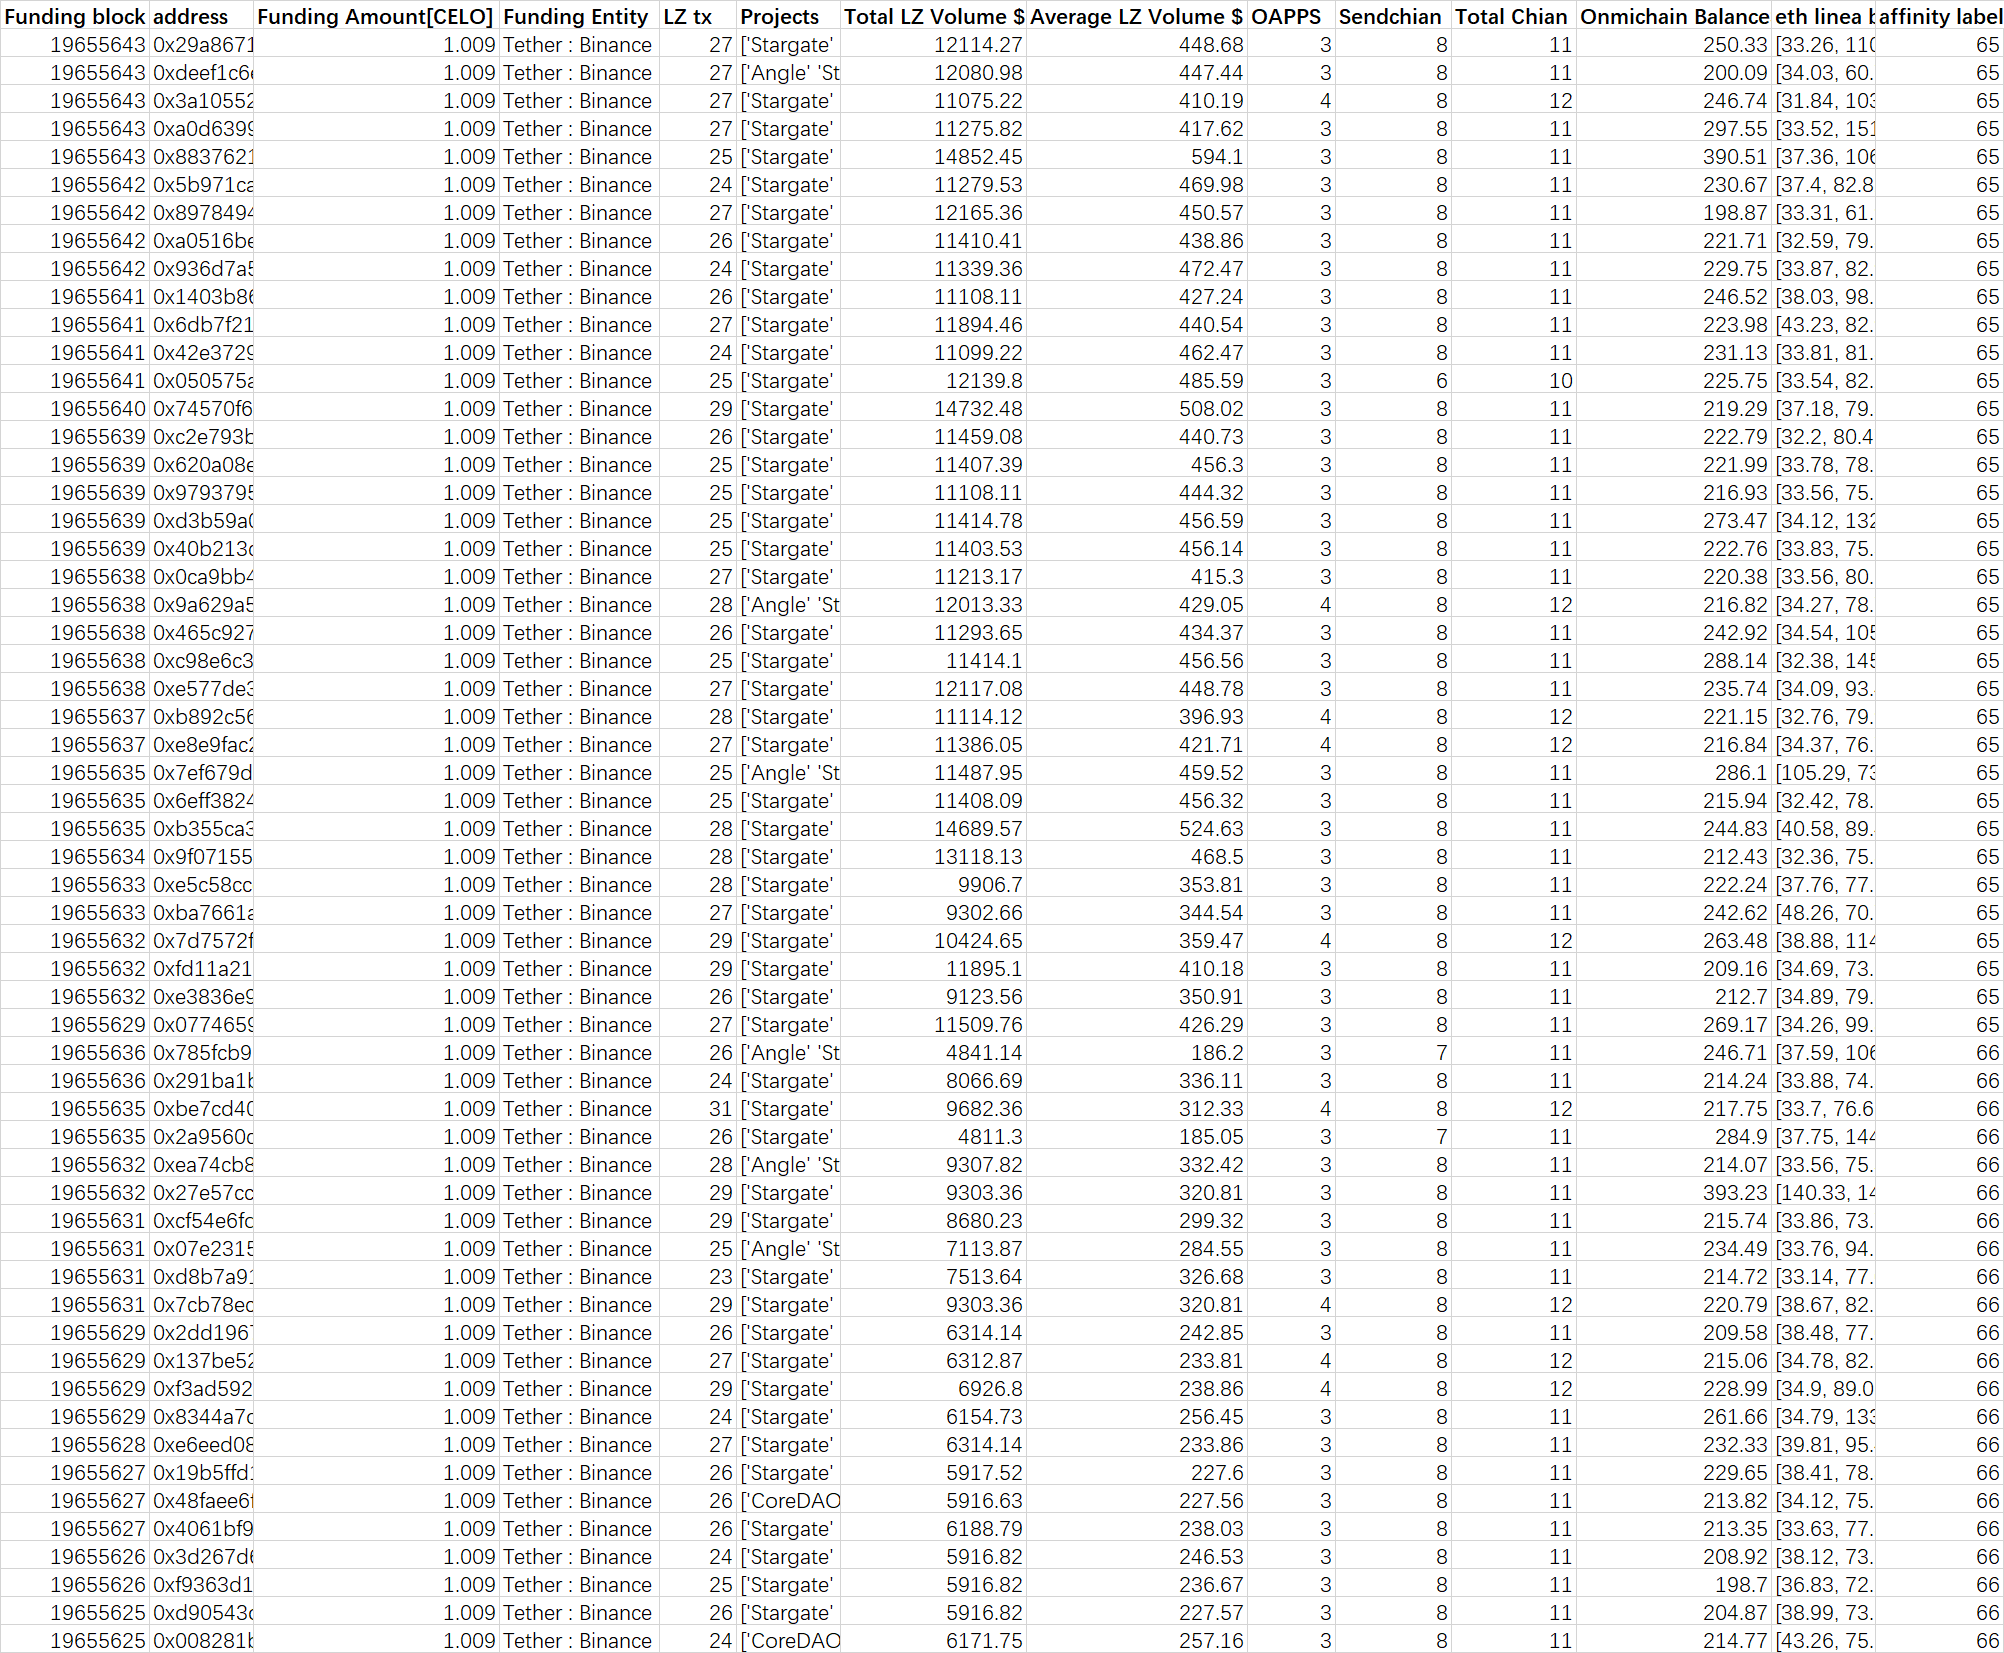 Funding block address Funding Amount[CELO] Funding Entity LZ tx Projects Total LZ Volume $ Average LZ Volume $ OAPPS Sendchian Total Chian Onmichain Balance eth linea b affinity label
19655643 0x29a8671 1.009 Tether : Binance 27 ['Stargate' 12114.27 448.68 3 8 11 250.33 [33.26, 110 65
19655643 0xdeef1c6 1.009 Tether : Binance 27 ['Angle' 'St 12080.98 447.44 3 8 11 200.09 [34.03, 60. 65
19655643 0x3a10552 1.009 Tether : Binance 27 ['Stargate' 11075.22 410.19 4 8 12 246.74 [31.84, 103 65
19655643 0xa0d6399 1.009 Tether : Binance 27 ['Stargate' 11275.82 417.62 3 8 11 297.55 [33.52, 151 65
19655643 0x8837621 1.009 Tether : Binance 25 ['Stargate' 14852.45 594.1 3 8 11 390.51 [37.36, 106 65
19655642 0x5b971ca 1.009 Tether : Binance 24 ['Stargate' 11279.53 469.98 3 8 11 230.67 [37.4, 82.8 65
19655642 0x8978494 1.009 Tether : Binance 27 ['Stargate' 12165.36 450.57 3 8 11 198.87 [33.31, 61. 65
19655642 0xa0516be 1.009 Tether : Binance 26 ['Stargate' 11410.41 438.86 3 8 11 221.71 [32.59, 79. 65
19655642 0x936d7a5 1.009 Tether : Binance 24 ['Stargate' 11339.36 472.47 3 8 11 229.75 [33.87, 82. 65
19655641 0x1403b86 1.009 Tether : Binance 26 ['Stargate' 11108.11 427.24 3 8 11 246.52 [38.03, 98. 65
19655641 0x6db7f21 1.009 Tether : Binance 27 ['Stargate' 11894.46 440.54 3 8 11 223.98 [43.23, 82. 65
19655641 0x42e3729 1.009 Tether : Binance 24 ['Stargate' 11099.22 462.47 3 8 11 231.13 [33.81, 81. 65
19655641 0x050575a 1.009 Tether : Binance 25 ['Stargate' 12139.8 485.59 3 6 10 225.75 [33.54, 82. 65
19655640 0x74570f6 1.009 Tether : Binance 29 ['Stargate' 14732.48 508.02 3 8 11 219.29 [37.18, 79. 65
19655639 0xc2e793b 1.009 Tether : Binance 26 ['Stargate' 11459.08 440.73 3 8 11 222.79 [32.2, 80.4 65
19655639 0x620a08e 1.009 Tether : Binance 25 ['Stargate' 11407.39 456.3 3 8 11 221.99 [33.78, 78. 65
19655639 0x9793795 1.009 Tether : Binance 25 ['Stargate' 11108.11 444.32 3 8 11 216.93 [33.56, 75. 65
19655639 0xd3b59a0 1.009 Tether : Binance 25 ['Stargate' 11414.78 456.59 3 8 11 273.47 [34.12, 132 65
19655639 0x40b213c 1.009 Tether : Binance 25 ['Stargate' 11403.53 456.14 3 8 11 222.76 [33.83, 75. 65
19655638 0x0ca9bb4 1.009 Tether : Binance 27 ['Stargate' 11213.17 415.3 3 8 11 220.38 [33.56, 80. 65
19655638 0x9a629a5 1.009 Tether : Binance 28 ['Angle' 'St 12013.33 429.05 4 8 12 216.82 [34.27, 78. 65
19655638 0x465c927 1.009 Tether : Binance 26 ['Stargate' 11293.65 434.37 3 8 11 242.92 [34.54, 105 65
19655638 0xc98e6c3 1.009 Tether : Binance 25 ['Stargate' 11414.1 456.56 3 8 11 288.14 [32.38, 145 65
19655638 0xe577de3 1.009 Tether : Binance 27 ['Stargate' 12117.08 448.78 3 8 11 235.74 [34.09, 93. 65
19655637 0xb892c56 1.009 Tether : Binance 28 ['Stargate' 11114.12 396.93 4 8 12 221.15 [32.76, 79. 65
19655637 0xe8e9fac2 1.009 Tether : Binance 27 ['Stargate' 11386.05 421.71 4 8 12 216.84 [34.37, 76. 65
19655635 0x7ef679d 1.009 Tether : Binance 25 ['Angle' 'St 11487.95 459.52 3 8 11 286.1 [105.29, 73 65
19655635 0x6eff3824 1.009 Tether : Binance 25 ['Stargate' 11408.09 456.32 3 8 11 215.94 [32.42, 78. 65
19655635 0xb355ca3 1.009 Tether : Binance 28 ['Stargate' 14689.57 524.63 3 8 11 244.83 [40.58, 89. 65
19655634 0x9f07155 1.009 Tether : Binance 28 ['Stargate' 13118.13 468.5 3 8 11 212.43 [32.36, 75. 65
19655633 0xe5c58cc 1.009 Tether : Binance 28 ['Stargate' 9906.7 353.81 3 8 11 222.24 [37.76, 77. 65
19655633 0xba7661a 1.009 Tether : Binance 27 ['Stargate' 9302.66 344.54 3 8 11 242.62 [48.26, 70. 65
19655632 0x7d7572f 1.009 Tether : Binance 29 ['Stargate' 10424.65 359.47 4 8 12 263.48 [38.88, 114 65
19655632 0xfd11a21 1.009 Tether : Binance 29 ['Stargate' 11895.1 410.18 3 8 11 209.16 [34.69, 73. 65
19655632 0xe3836e9 1.009 Tether : Binance 26 ['Stargate' 9123.56 350.91 3 8 11 212.7 [34.89, 79. 65
19655629 0x0774659 1.009 Tether : Binance 27 ['Stargate' 11509.76 426.29 3 8 11 269.17 [34.26, 99. 65
19655636 0x785fcb9 1.009 Tether : Binance 26 ['Angle' 'St 4841.14 186.2 3 7 11 246.71 [37.59, 106 66
19655636 0x291ba1b 1.009 Tether : Binance 24 ['Stargate' 8066.69 336.11 3 8 11 214.24 [33.88, 74. 66
19655635 0xbe7cd40 1.009 Tether : Binance 31 ['Stargate' 9682.36 312.33 4 8 12 217.75 [33.7, 76.6 66
19655635 0x2a9560c 1.009 Tether : Binance 26 ['Stargate' 4811.3 185.05 3 7 11 284.9 [37.75, 144 66
19655632 0xea74cb8 1.009 Tether : Binance 28 ['Angle' 'St 9307.82 332.42 3 8 11 214.07 [33.56, 75. 66
19655632 0x27e57cc 1.009 Tether : Binance 29 ['Stargate' 9303.36 320.81 3 8 11 393.23 [140.33, 14 66
19655631 0xcf54e6fc 1.009 Tether : Binance 29 ['Stargate' 8680.23 299.32 3 8 11 215.74 [33.86, 73. 66
19655631 0x07e2315 1.009 Tether : Binance 25 ['Angle' 'St 7113.87 284.55 3 8 11 234.49 [33.76, 94. 66
19655631 0xd8b7a91 1.009 Tether : Binance 23 ['Stargate' 7513.64 326.68 3 8 11 214.72 [33.14, 77. 66
19655631 0x7cb78ec 1.009 Tether : Binance 29 ['Stargate' 9303.36 320.81 4 8 12 220.79 [38.67, 82. 66
19655629 0x2dd1967 1.009 Tether : Binance 26 ['Stargate' 6314.14 242.85 3 8 11 209.58 [38.48, 77. 66
19655629 0x137be52 1.009 Tether : Binance 27 ['Stargate' 6312.87 233.81 4 8 12 215.06 [34.78, 82. 66
19655629 0xf3ad592 1.009 Tether : Binance 29 ['Stargate' 6926.8 238.86 4 8 12 228.99 [34.9, 89.0 66
19655629 0x8344a7c 1.009 Tether : Binance 24 ['Stargate' 6154.73 256.45 3 8 11 261.66 [34.79, 133 66
19655628 0xe6eed08 1.009 Tether : Binance 27 ['Stargate' 6314.14 233.86 3 8 11 232.33 [39.81, 95. 66
19655627 0x19b5ffd1 1.009 Tether : Binance 26 ['Stargate' 5917.52 227.6 3 8 11 229.65 [38.41, 78. 66
19655627 0x48faee6f 1.009 Tether : Binance 26 ['CoreDAO 5916.63 227.56 3 8 11 213.82 [34.12, 75. 66
19655627 0x4061bf9 1.009 Tether : Binance 26 ['Stargate' 6188.79 238.03 3 8 11 213.35 [33.63, 77. 66
19655626 0x3d267d6 1.009 Tether : Binance 24 ['Stargate' 5916.82 246.53 3 8 11 208.92 [38.12, 73. 66
19655626 0xf9363d1 1.009 Tether : Binance 25 ['Stargate' 5916.82 236.67 3 8 11 198.7 [36.83, 72. 66
19655625 0xd90543c 1.009 Tether : Binance 26 ['Stargate' 5916.82 227.57 3 8 11 204.87 [38.99, 73. 66
19655625 0x008281b 1.009 Tether : Binance 24 ['CoreDAO 6171.75 257.16 3 8 11 214.77 [43.26, 75. 66